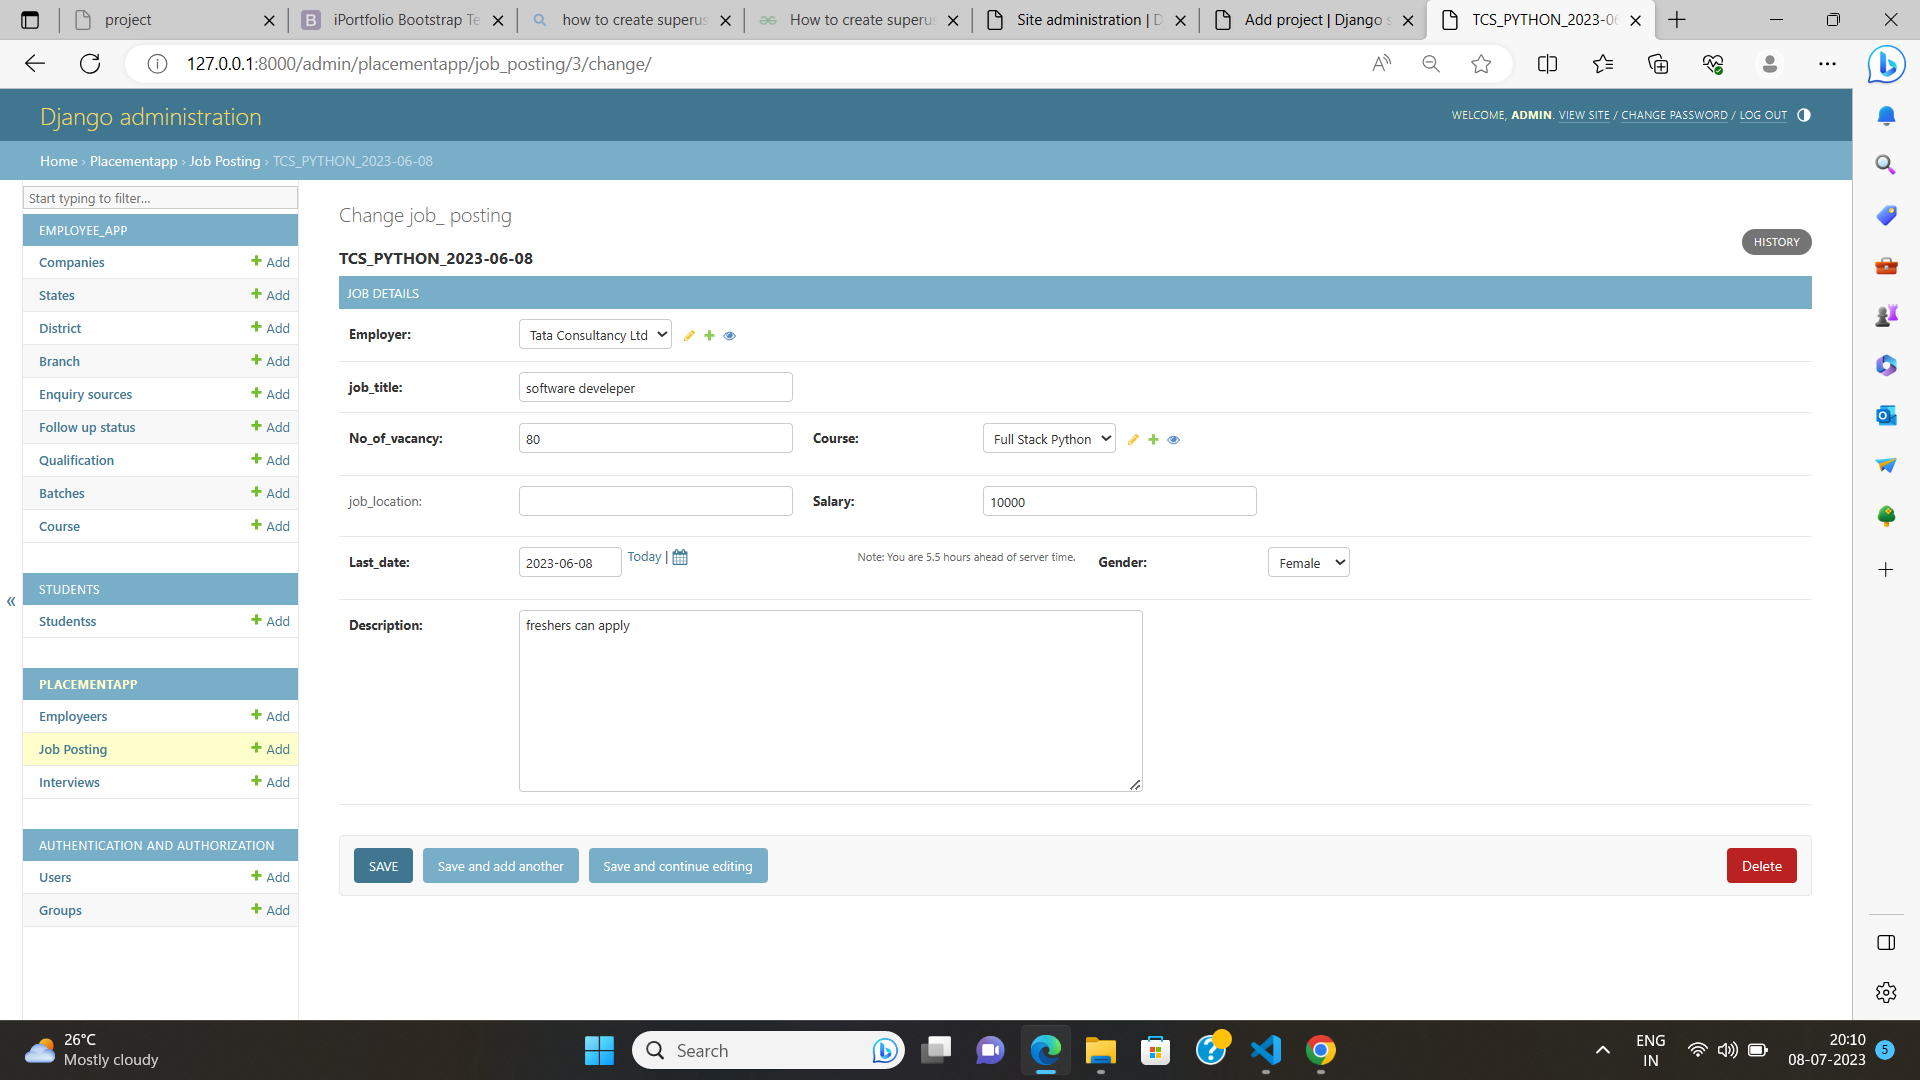 project
iPortfolio Bootstrap Te
how to create superus
How to create superus
Site administration | D
Add project | Django s
TCS_PYTHON_2023-06
127.0.0.1:8000/admin/placementapp/job_posting/3/change/
Django administration
WELCOME, ADMIN. VIEW SITE / CHANGE PASSWORD / LOG OUT
Home › Placementapp › Job Posting › TCS_PYTHON_2023-06-08
Start typing to filter...
EMPLOYEE_APP
Companies + Add
States + Add
District + Add
Branch + Add
Enquiry sources + Add
Follow up status + Add
Qualification + Add
Batches + Add
Course + Add
«
STUDENTS
Studentss + Add
PLACEMENTAPP
Employeers + Add
Job Posting + Add
Interviews + Add
AUTHENTICATION AND AUTHORIZATION
Users + Add
Groups + Add
Change job_ posting
HISTORY
TCS_PYTHON_2023-06-08
JOB DETAILS
Employer: Tata Consultancy Ltd
job_title: software develeper
No_of_vacancy: 80 Course: Full Stack Python
job_location: Salary: 10000
Last_date: 2023-06-08 Today | Note: You are 5.5 hours ahead of server time. Gender: Female
Description: freshers can apply
SAVE Save and add another Save and continue editing Delete
26°C
Mostly cloudy
Search
ENG
IN
20:10
08-07-2023
5